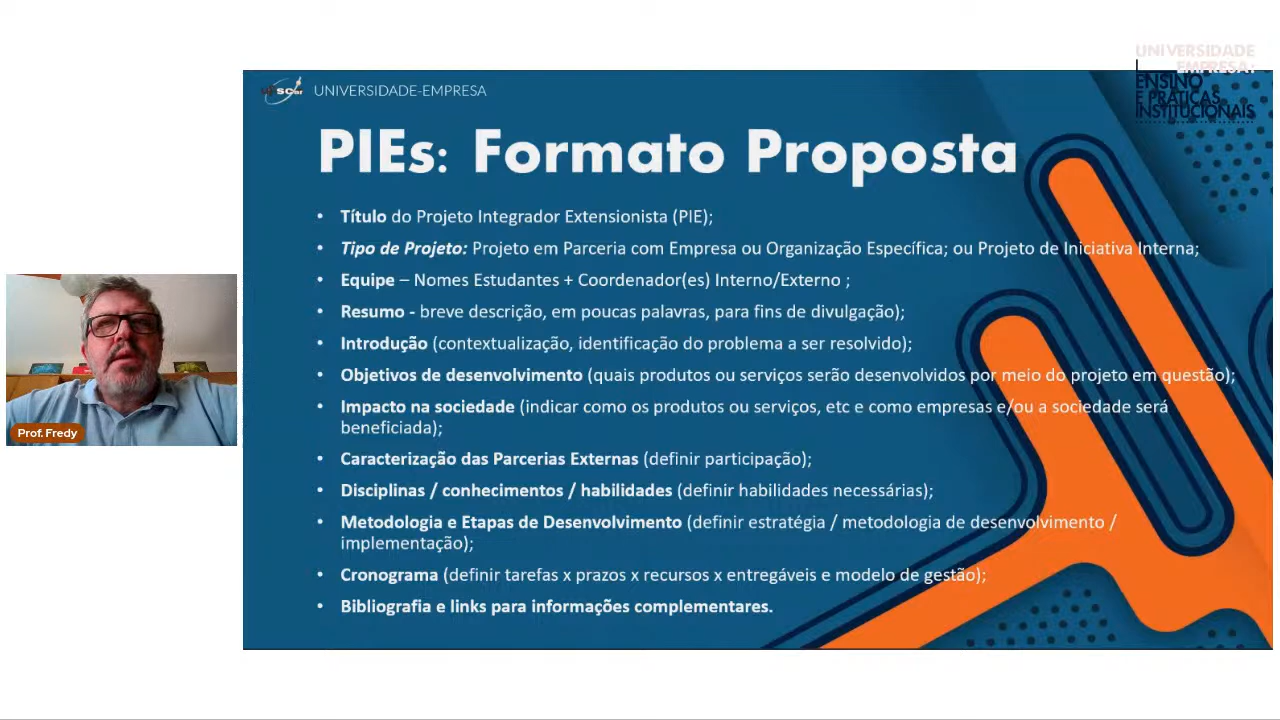 UNIVERSIDADE
EMPRESA:
ENSINO
E PRÁTICAS
INSTITUCIONAIS
UNIVERSIDADE-EMPRESA
PIEs: Formato Proposta
• Título do Projeto Integrador Extensionista (PIE);
• Tipo de Projeto: Projeto em Parceria com Empresa ou Organização Específica; ou Projeto de Iniciativa Interna;
• Equipe – Nomes Estudantes + Coordenador(es) Interno/Externo ;
• Resumo - breve descrição, em poucas palavras, para fins de divulgação);
• Introdução (contextualização, identificação do problema a ser resolvido);
• Objetivos de desenvolvimento (quais produtos ou serviços serão desenvolvidos por meio do projeto em questão);
• Impacto na sociedade (indicar como os produtos ou serviços, etc e como empresas e/ou a sociedade será
beneficiada);
• Caracterização das Parcerias Externas (definir participação);
• Disciplinas / conhecimentos / habilidades (definir habilidades necessárias);
• Metodologia e Etapas de Desenvolvimento (definir estratégia / metodologia de desenvolvimento /
implementação);
• Cronograma (definir tarefas x prazos x recursos x entregáveis e modelo de gestão);
• Bibliografia e links para informações complementares.
Prof. Fredy